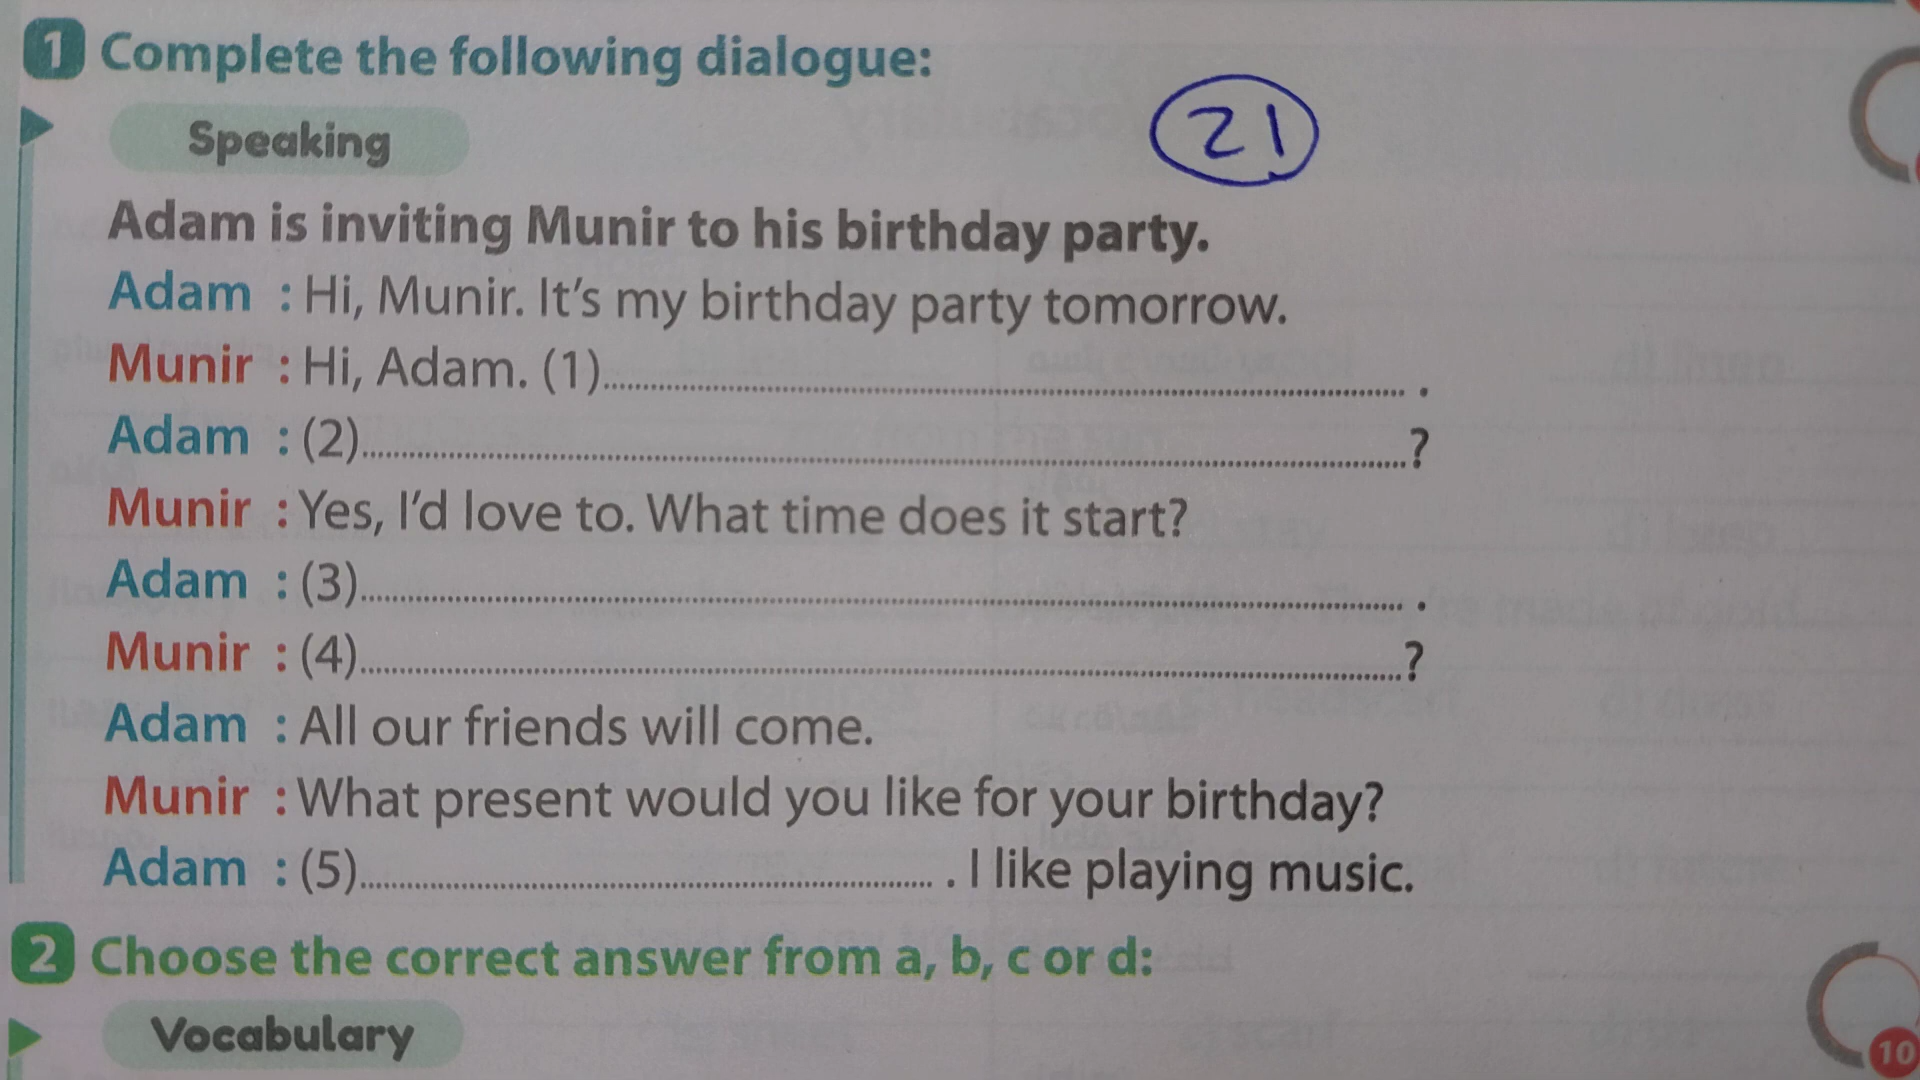 1 Complete the following dialogue:
21
Speaking
Adam is inviting Munir to his birthday party.
Adam : Hi, Munir. It's my birthday party tomorrow.
Munir : Hi, Adam. (1)........................................ .
Adam : (2)........................................?
Munir : Yes, I'd love to. What time does it start?
Adam : (3)........................................ .
Munir : (4)........................................?
Adam : All our friends will come.
Munir : What present would you like for your birthday?
Adam : (5)........................................ . I like playing music.
2 Choose the correct answer from a, b, c or d:
Vocabulary
10